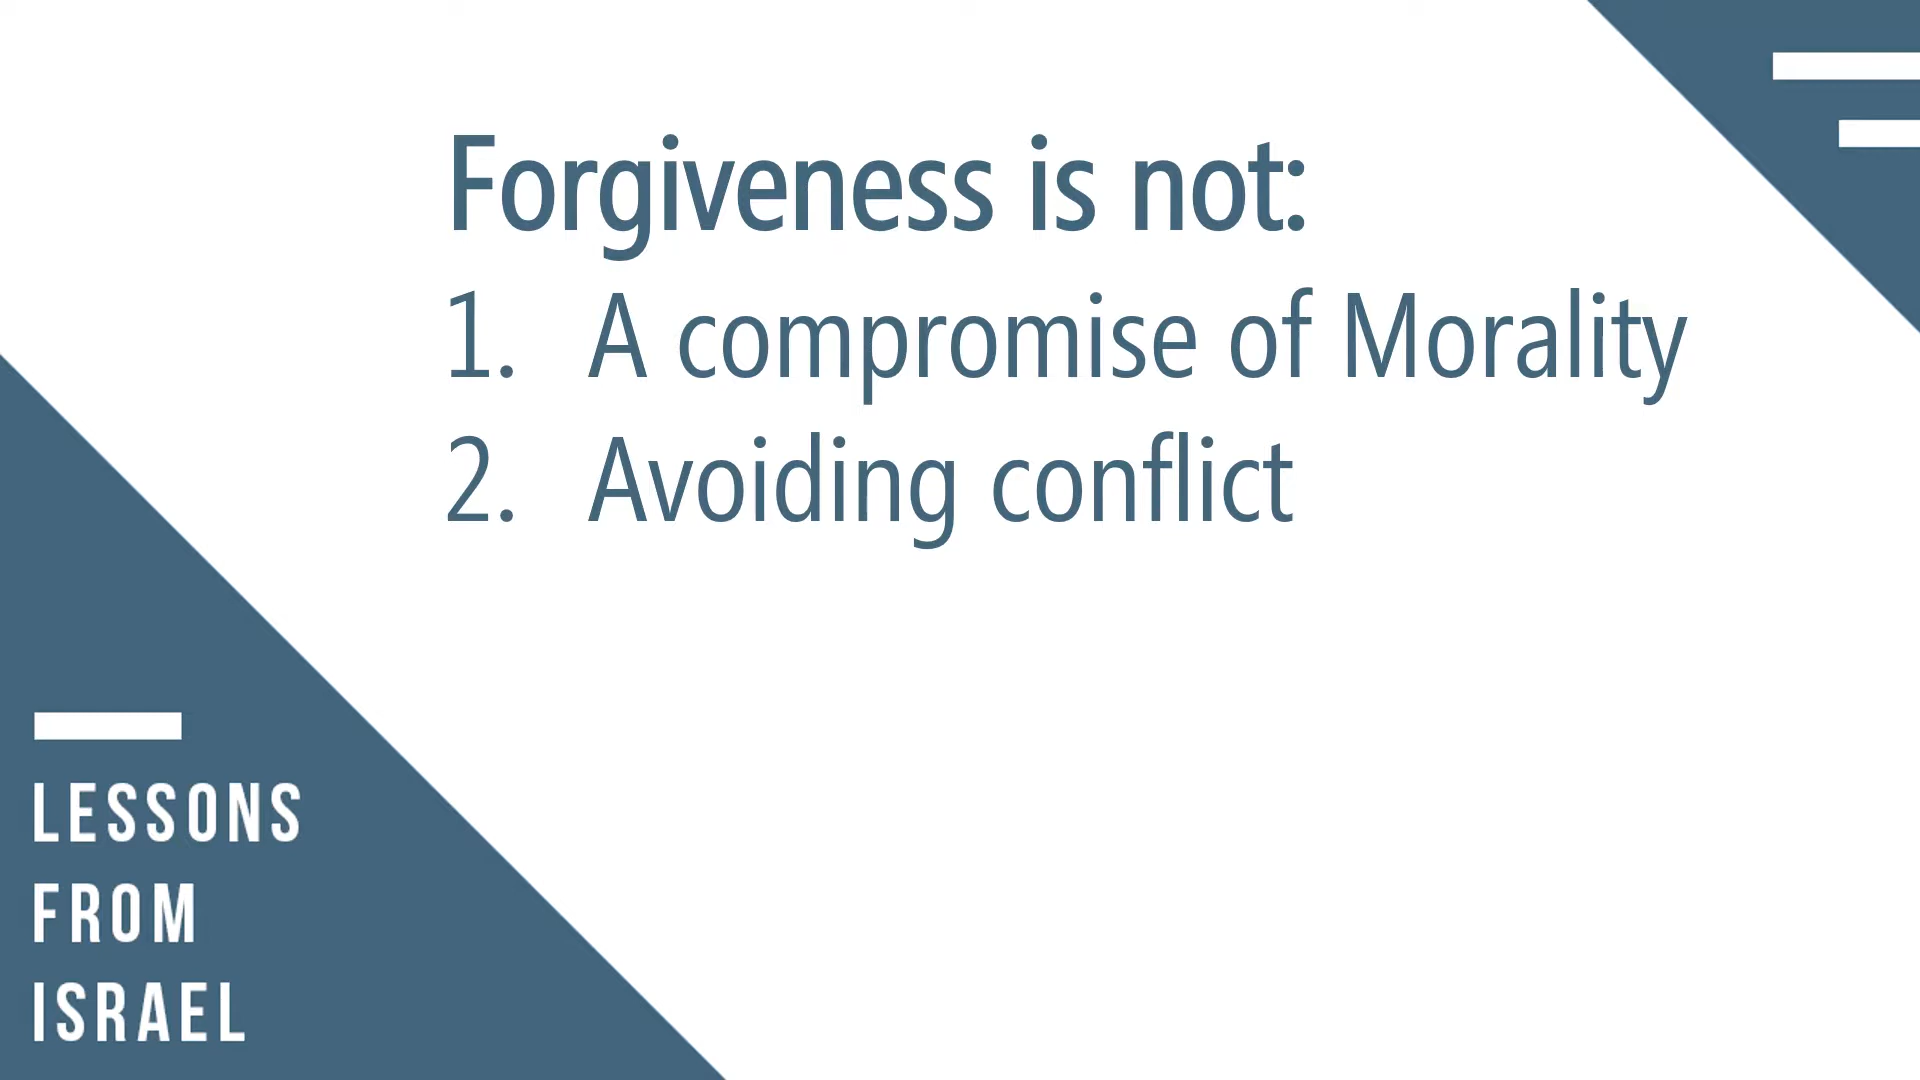 Forgiveness is not:
1. A compromise of Morality
2. Avoiding conflict
LESSONS
FROM
ISRAEL